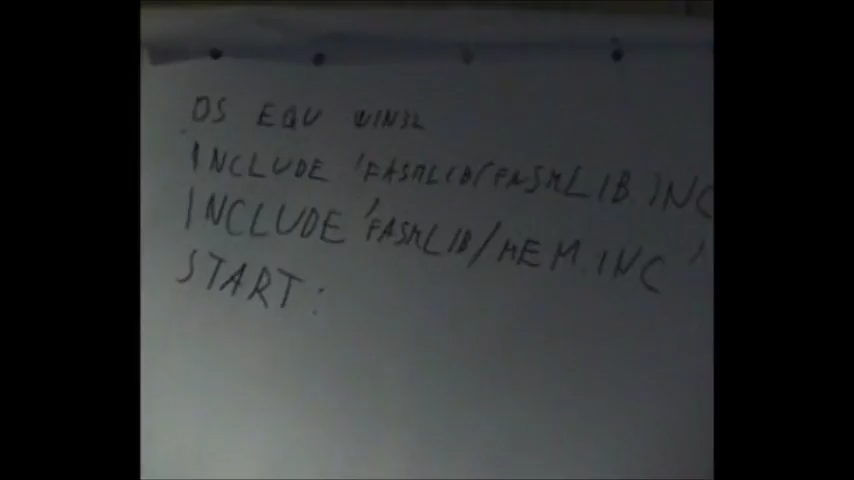 OS EQU WIN32
INCLUDE 'FASMLIB/FASMLIB.INC
INCLUDE 'FASMLIB/MEM.INC'
START: